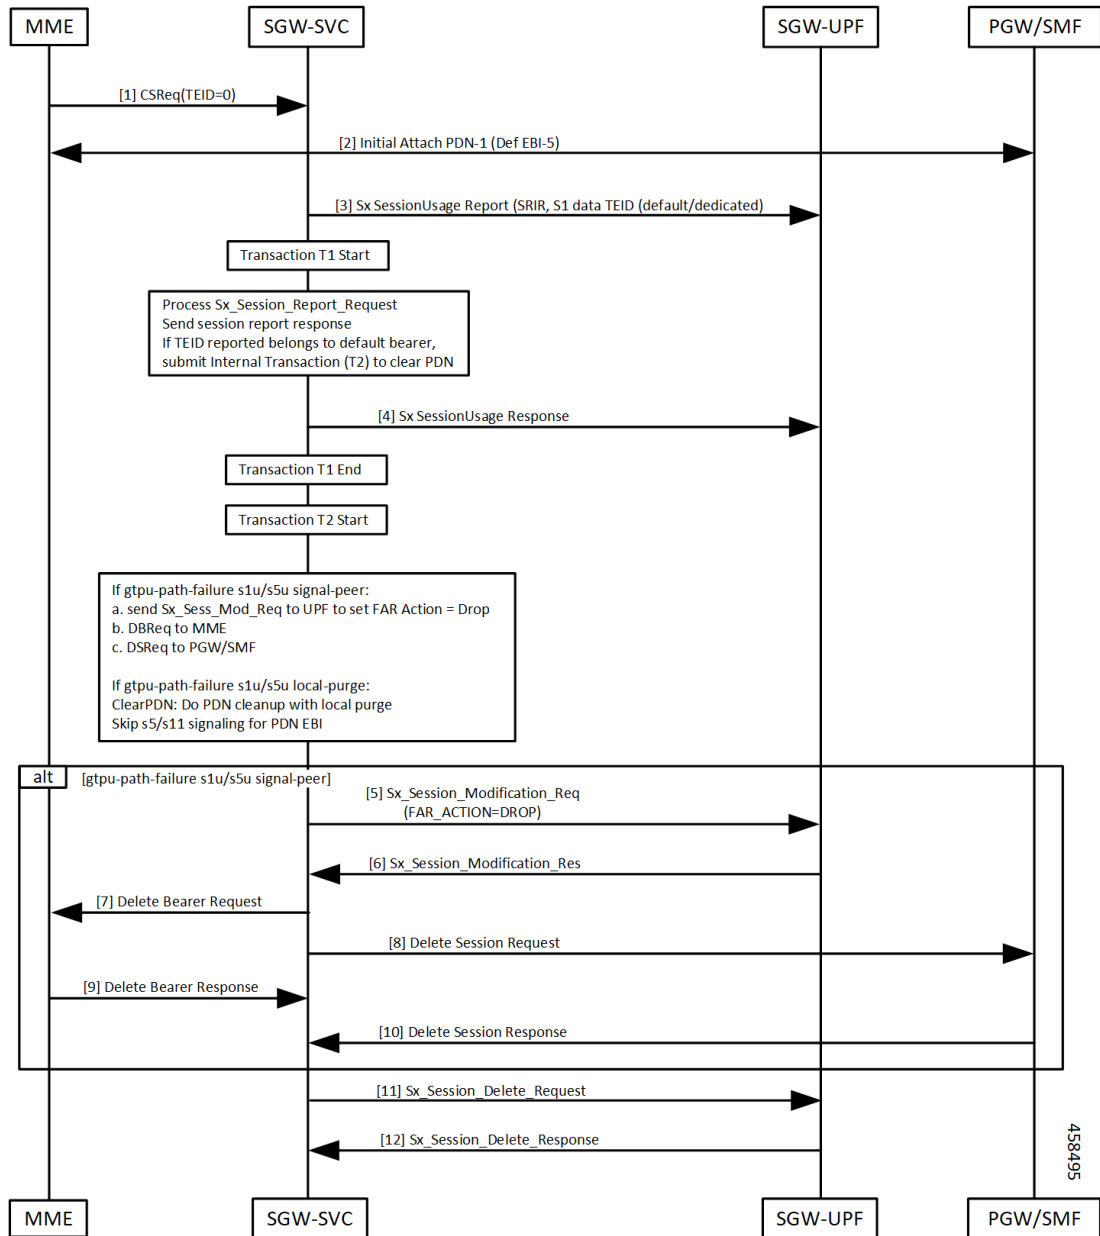 MME
SGW-SVC
SGW-UPF
PGW/SMF
[1] CSReq(TEID=0)
[2] Initial Attach PDN-1 (Def EBI-5)
[3] Sx SessionUsage Report (SRIR, S1 data TEID (default/dedicated)
Transaction T1 Start
Process Sx_Session_Report_Request
Send session report response
If TEID reported belongs to default bearer,
submit Internal Transaction (T2) to clear PDN
[4] Sx SessionUsage Response
Transaction T1 End
Transaction T2 Start
If gtpu-path-failure s1u/s5u signal-peer:
a. send Sx_Sess_Mod_Req to UPF to set FAR Action = Drop
b. DBReq to MME
c. DSReq to PGW/SMF
If gtpu-path-failure s1u/s5u local-purge:
ClearPDN: Do PDN cleanup with local purge
Skip s5/s11 signaling for PDN EBI
alt
[gtpu-path-failure s1u/s5u signal-peer]
[5] Sx_Session_Modification_Req
(FAR_ACTION=DROP)
[6] Sx_Session_Modification_Res
[7] Delete Bearer Request
[8] Delete Session Request
[9] Delete Bearer Response
[10] Delete Session Response
[11] Sx_Session_Delete_Request
[12] Sx_Session_Delete_Response
458495
MME
SGW-SVC
SGW-UPF
PGW/SMF